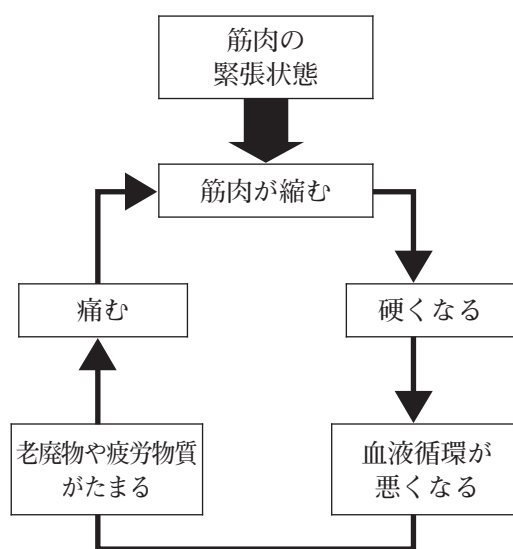 筋肉の
緊張状態
筋肉が縮む
痛む
硬くなる
老廃物や疲労物質
がたまる
血液循環が
悪くなる